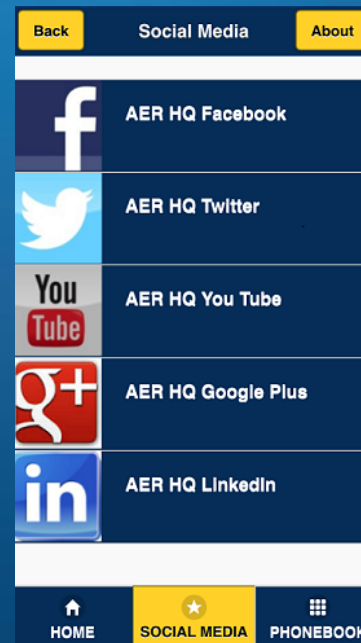 Back Social Media About
f
AER HQ Facebook
AER HQ Twitter
You
Tube
AER HQ You Tube
g+
AER HQ Google Plus
in
AER HQ LinkedIn
HOME SOCIAL MEDIA PHONEBOOK